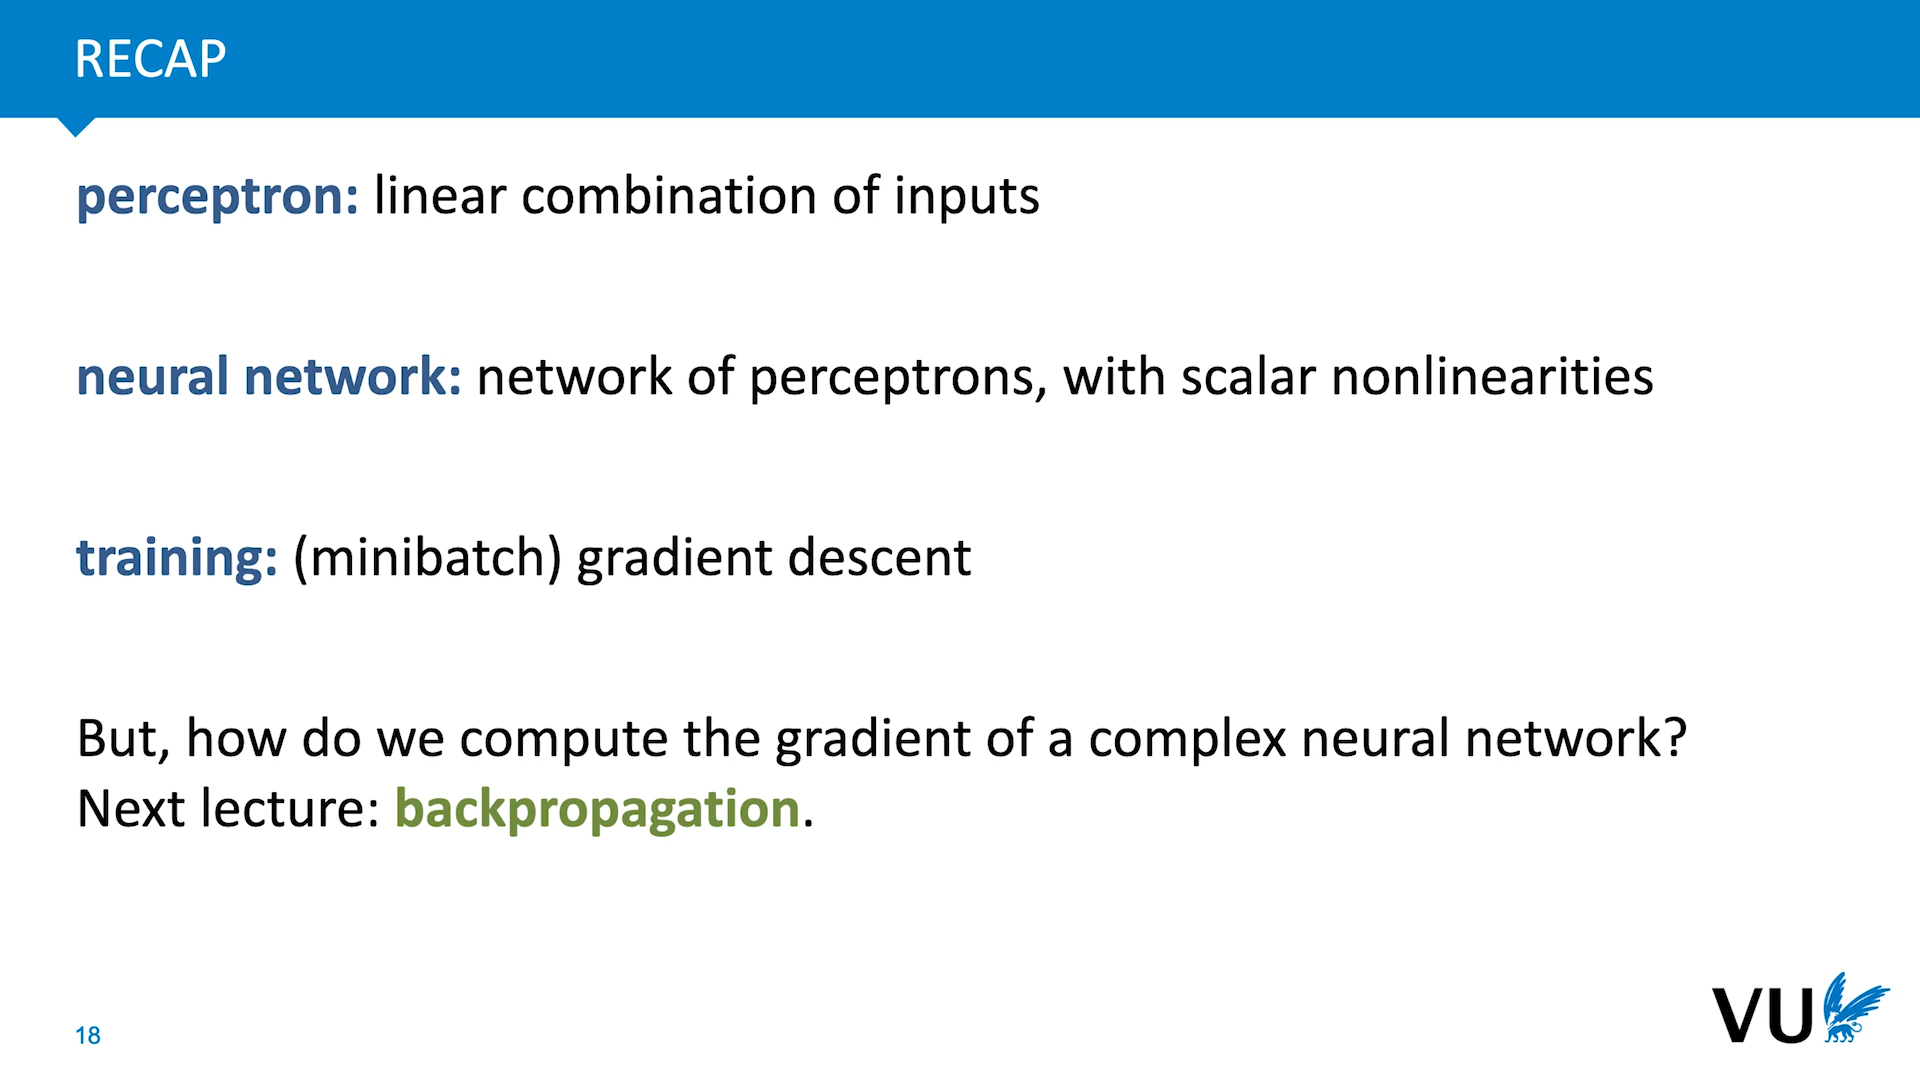 RECAP
perceptron: linear combination of inputs
neural network: network of perceptrons, with scalar nonlinearities
training: (minibatch) gradient descent
But, how do we compute the gradient of a complex neural network?
Next lecture: backpropagation.
18
VU